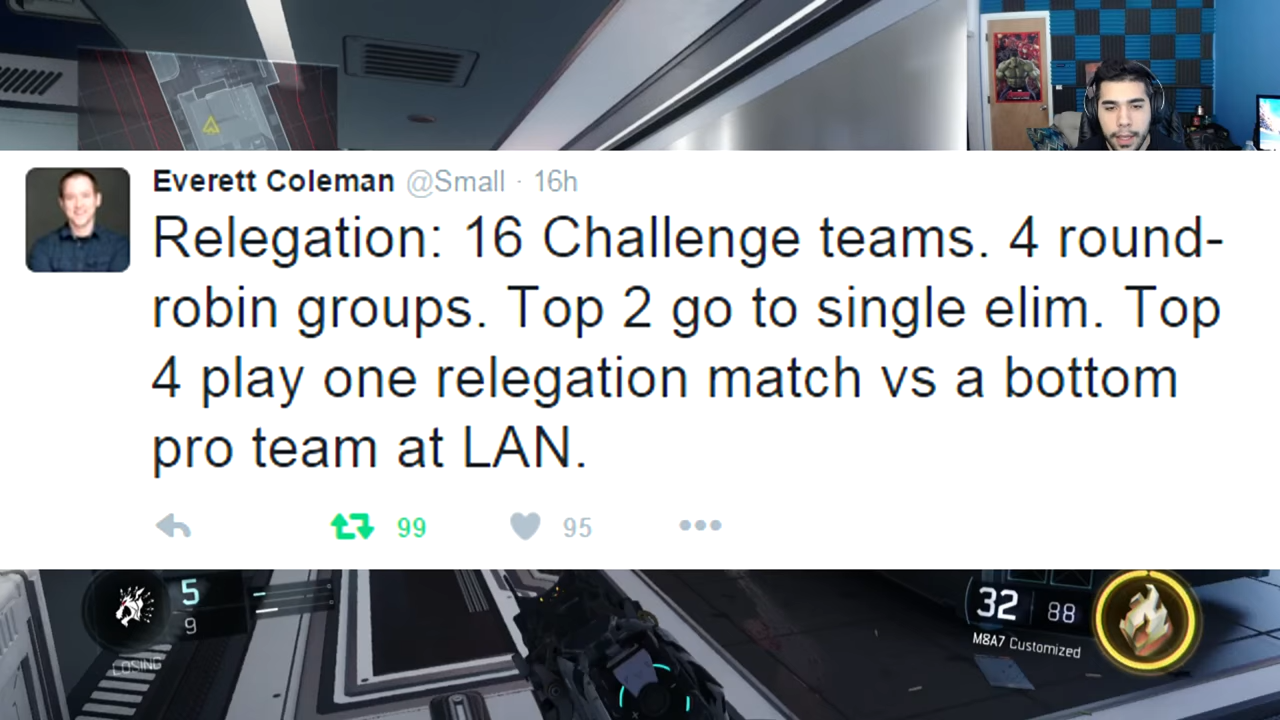 Everett Coleman @Small · 16h
Relegation: 16 Challenge teams. 4 round-
robin groups. Top 2 go to single elim. Top
4 play one relegation match vs a bottom
pro team at LAN.
99 95
5
9
LOSING
32 88
M8A7 Customized